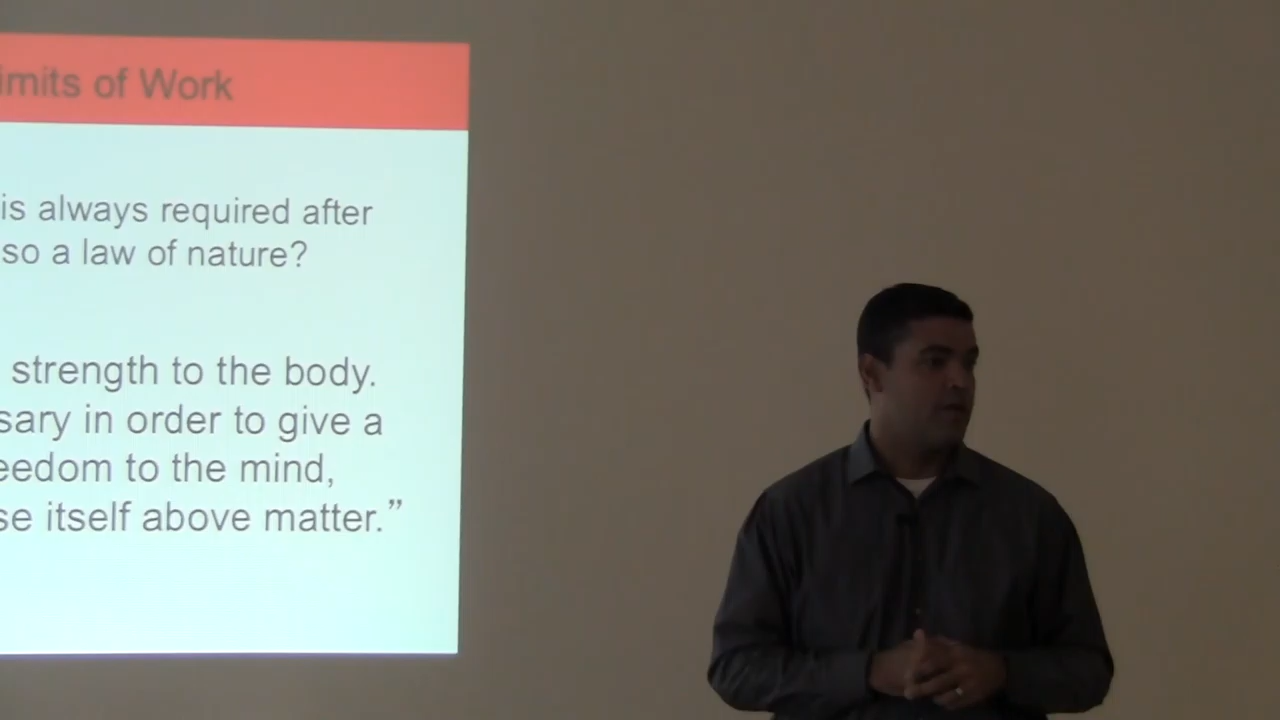 imits of Work
is always required after
so a law of nature?
strength to the body.
sary in order to give a
eedom to the mind,
se itself above matter.”